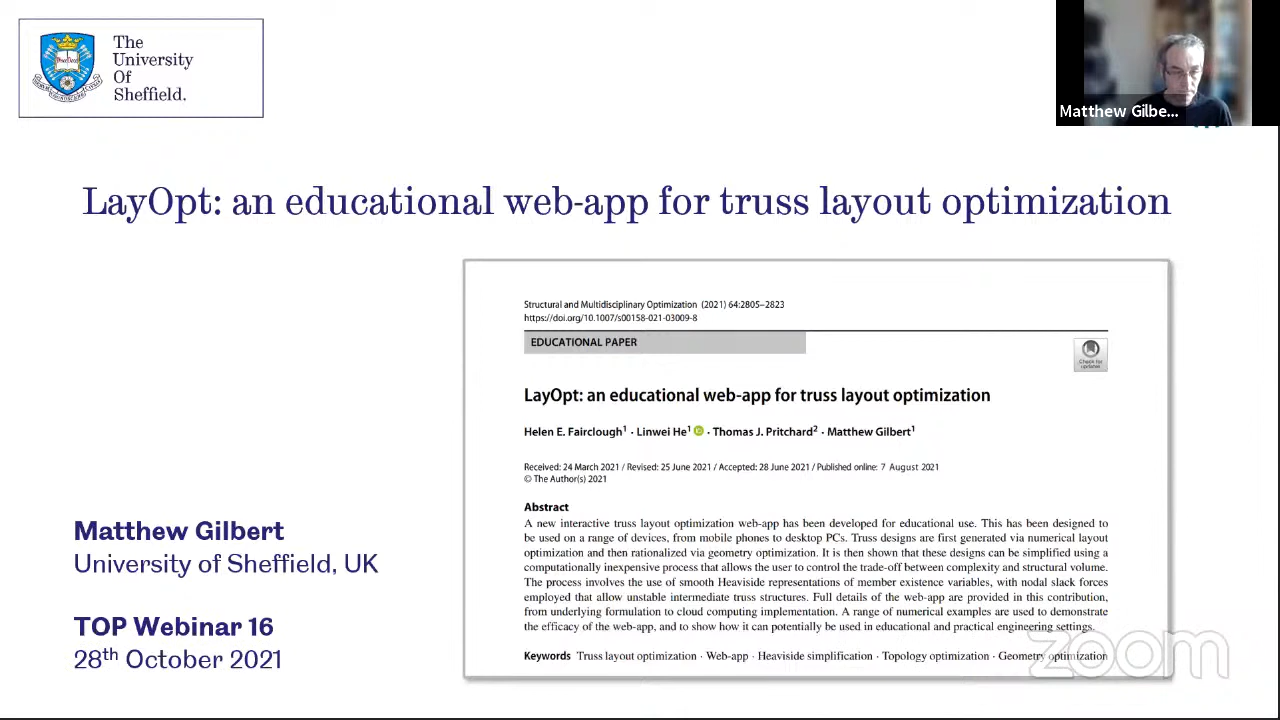 The
University
Of
Sheffield.
Matthew Gilbe...
LayOpt: an educational web-app for truss layout optimization
Structural and Multidisciplinary Optimization (2021) 64:2805–2823
https://doi.org/10.1007/s00158-021-03009-8
EDUCATIONAL PAPER
Check for
updates
LayOpt: an educational web-app for truss layout optimization
Helen E. Fairclough1 · Linwei He1 · Thomas J. Pritchard2 · Matthew Gilbert1
Received: 24 March 2021 / Revised: 25 June 2021 / Accepted: 28 June 2021 / Published online: 7 August 2021
© The Author(s) 2021
Abstract
A new interactive truss layout optimization web-app has been developed for educational use. This has been designed to
be used on a range of devices, from mobile phones to desktop PCs. Truss designs are first generated via numerical layout
optimization and then rationalized via geometry optimization. It is then shown that these designs can be simplified using a
computationally inexpensive process that allows the user to control the trade-off between complexity and structural volume.
The process involves the use of smooth Heaviside representations of member existence variables, with nodal slack forces
employed that allow unstable intermediate truss structures. Full details of the web-app are provided in this contribution,
from underlying formulation to cloud computing implementation. A range of numerical examples are used to demonstrate
the efficacy of the web-app, and to show how it can potentially be used in educational and practical engineering settings.
Keywords Truss layout optimization · Web-app · Heaviside simplification · Topology optimization · Geometry optimization
Matthew Gilbert
University of Sheffield, UK
TOP Webinar 16
28th October 2021
zoom